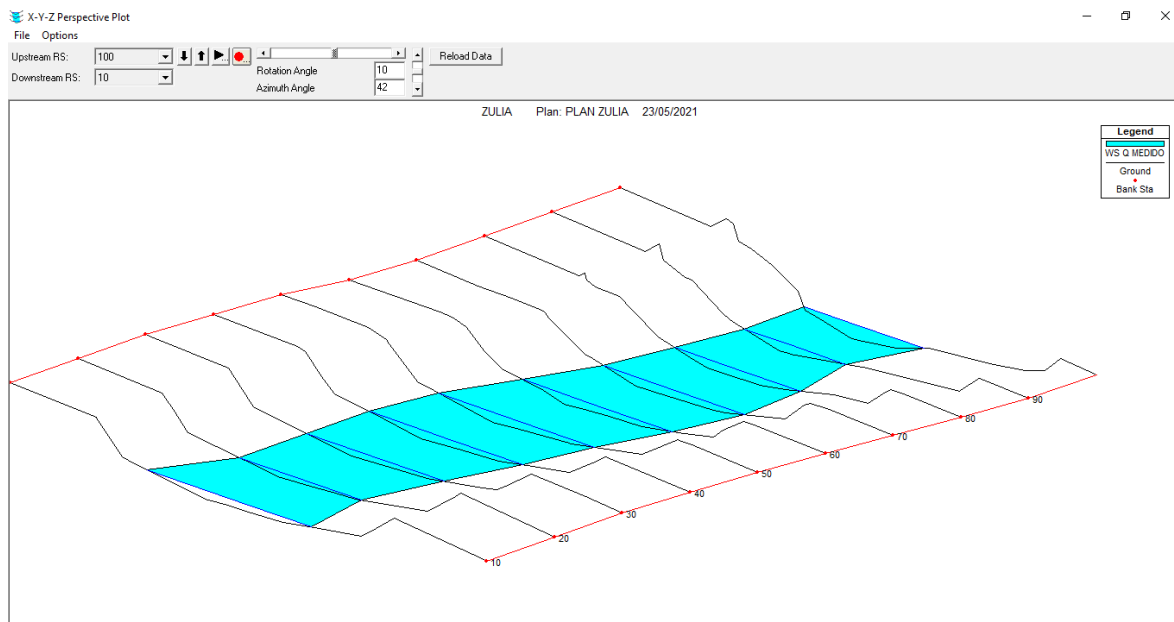 X-Y-Z Perspective Plot
File Options
Upstream RS: 100
Downstream RS: 10
Rotation Angle 10
Azimuth Angle 42
Reload Data
ZULIA Plan: PLAN ZULIA 23/05/2021
Legend
WS Q MEDIDO
Ground
Bank Sta
90
80
70
60
50
40
30
20
10